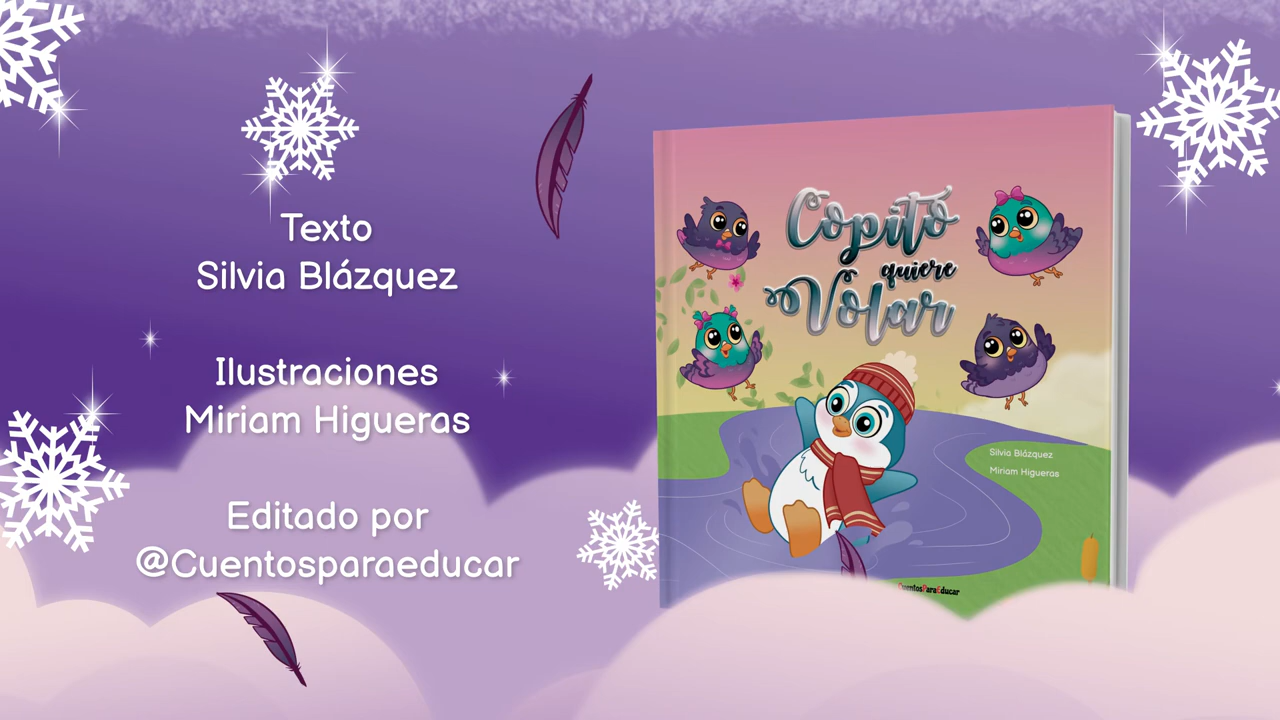 Texto
Silvia Blázquez
Ilustraciones
Miriam Higueras
Editado por
@Cuentosparaeducar
Copito
quiere
Volar
Silvia Blázquez
Miriam Higueras
CuentosParaEducar